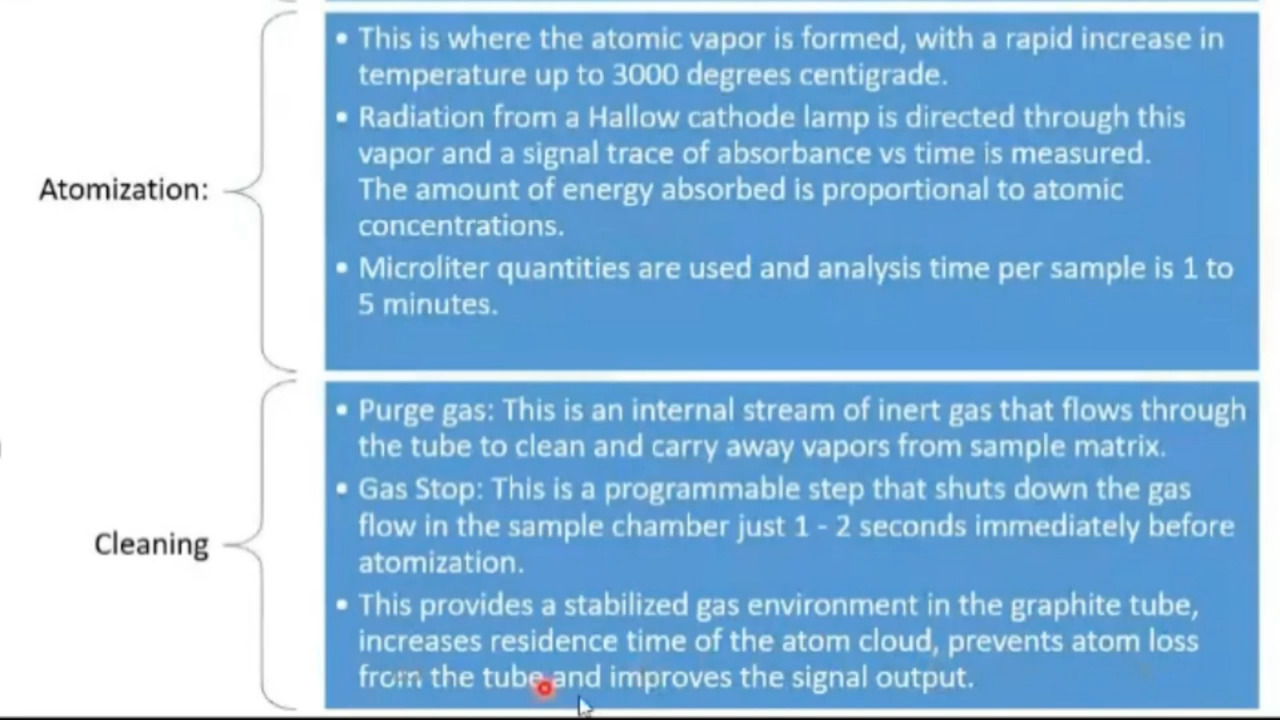 Atomization:
• This is where the atomic vapor is formed, with a rapid increase in
temperature up to 3000 degrees centigrade.
• Radiation from a Hallow cathode lamp is directed through this
vapor and a signal trace of absorbance vs time is measured.
The amount of energy absorbed is proportional to atomic
concentrations.
• Microliter quantities are used and analysis time per sample is 1 to
5 minutes.
Cleaning
• Purge gas: This is an internal stream of inert gas that flows through
the tube to clean and carry away vapors from sample matrix.
• Gas Stop: This is a programmable step that shuts down the gas
flow in the sample chamber just 1 - 2 seconds immediately before
atomization.
• This provides a stabilized gas environment in the graphite tube,
increases residence time of the atom cloud, prevents atom loss
from the tube and improves the signal output.